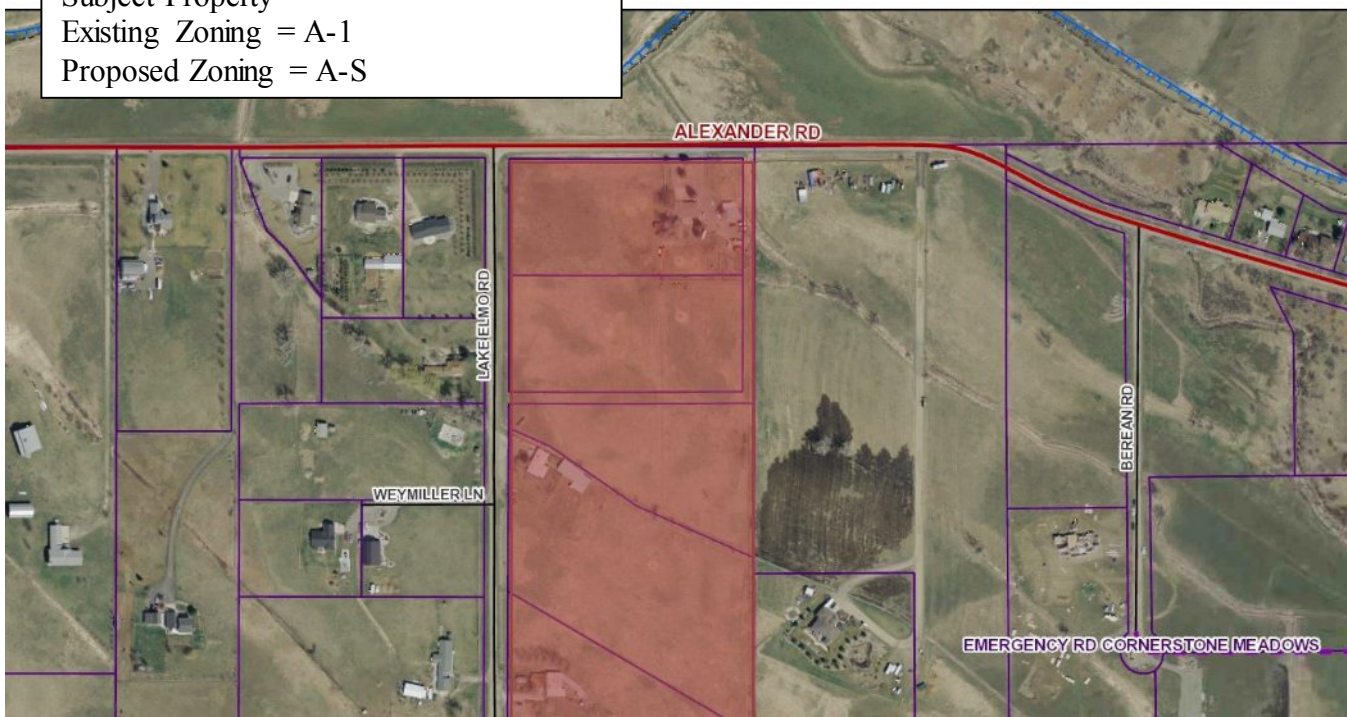 Subject Property
Existing Zoning = A-1
Proposed Zoning = A-S
ALEXANDER RD
LAKE ELMO RD
WEYMILLER LN
BEREAN RD
EMERGENCY RD CORNERSTONE MEADOWS